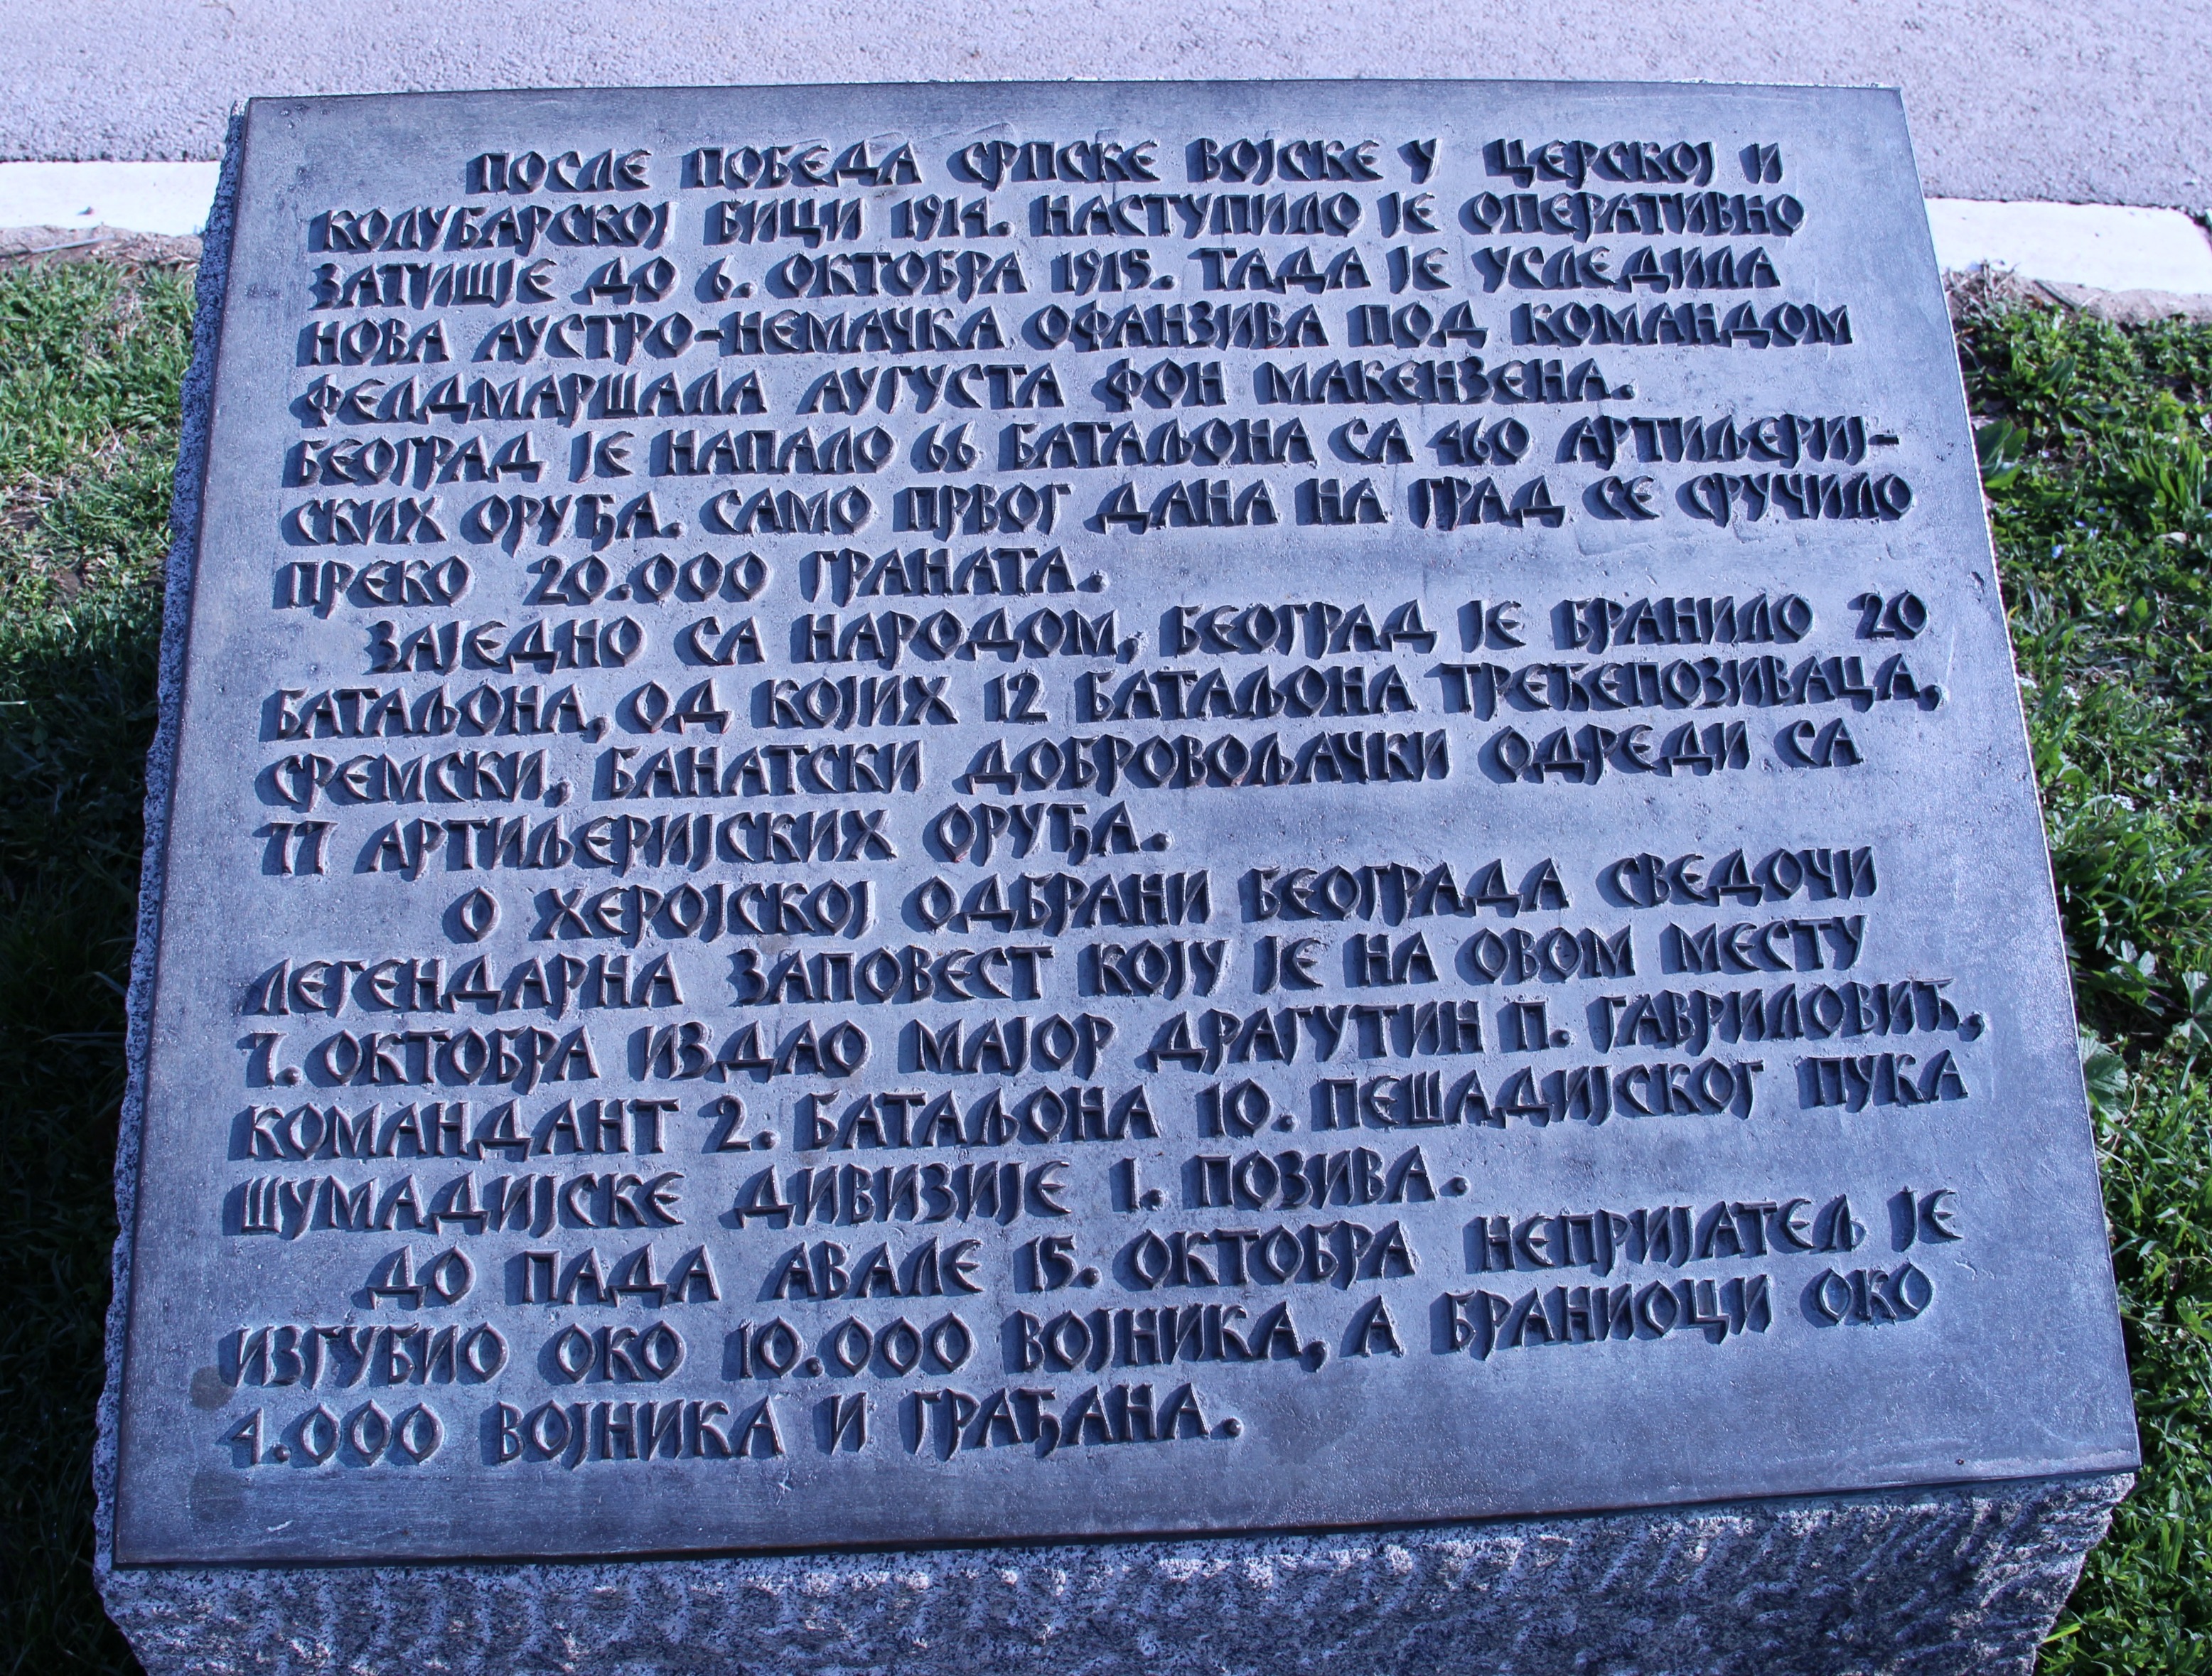 ПОСЛЕ ПОБЕДА СРПСКЕ ВОЈСКЕ У ЦЕРСКОЈ И
КОЛУБАРСКОЈ БИЦИ 1914. НАСТУПИЛО ЈЕ ОПЕРАТИВНО
ЗАТИШЈЕ ДО 6. ОКТОБРА 1915. ТАДА ЈЕ УСЛЕДИЛА
НОВА АУСТРО-НЕМАЧКА ОФАНЗИВА ПОД КОМАНДОМ
ФЕЛДМАРШАЛА АУГУСТА ФОН МАКЕНЗЕНА.
БЕОГРАД ЈЕ НАПАЛО 66 БАТАЉОНА СА 460 АРТИЉЕРИЈ-
СКИХ ОРУЂА. САМО ПРВОГ ДАНА НА ГРАД СЕ СРУЧИЛО
ПРЕКО 20.000 ГРАНАТА.
ЗАЈЕДНО СА НАРОДОМ, БЕОГРАД ЈЕ БРАНИЛО 20
БАТАЉОНА, ОД КОЈИХ 12 БАТАЉОНА ТРЕЋЕПОЗИВАЦА,
СРЕМСКИ, БАНАТСКИ ДОБРОВОЉАЧКИ ОДРЕДИ СА
77 АРТИЉЕРИЈСКИХ ОРУЂА.
О ХЕРОЈСКОЈ ОДБРАНИ БЕОГРАДА СВЕДОЧИ
ЛЕГЕНДАРНА ЗАПОВЕСТ КОЈУ ЈЕ НА ОВОМ МЕСТУ
7. ОКТОБРА ИЗДАО МАЈОР ДРАГУТИН П. ГАВРИЛОВИЋ,
КОМАНДАНТ 2. БАТАЉОНА 10. ПЕШАДИЈСКОГ ПУКА
ШУМАДИЈСКЕ ДИВИЗИЈЕ 1. ПОЗИВА.
ДО ПАДА АВАЛЕ 15. ОКТОБРА НЕПРИЈАТЕЉ ЈЕ
ИЗГУБИО ОКО 10.000 ВОЈНИКА, А БРАНИОЦИ ОКО
4.000 ВОЈНИКА И ГРАЂАНА.